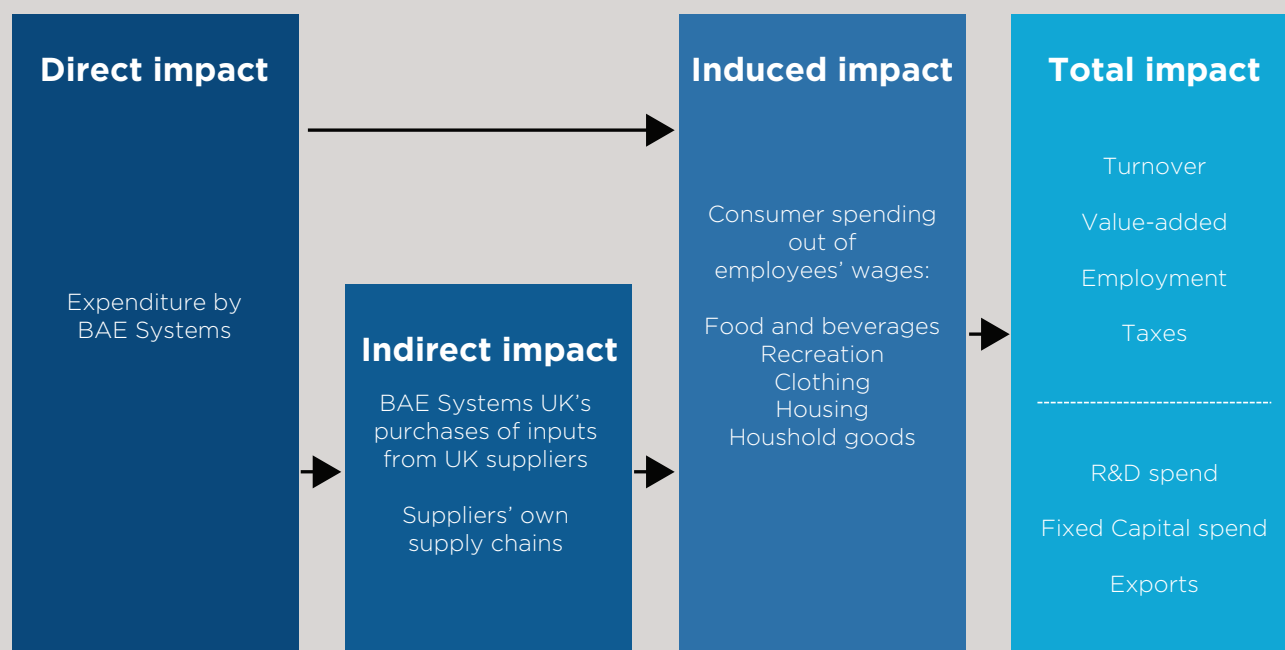 Direct impact
Expenditure by
BAE Systems
Indirect impact
BAE Systems UK’s
purchases of inputs
from UK suppliers
Suppliers’ own
supply chains
Induced impact
Consumer spending
out of
employees’ wages:
Food and beverages
Recreation
Clothing
Housing
Houshold goods
Total impact
Turnover
Value-added
Employment
Taxes
R&D spend
Fixed Capital spend
Exports